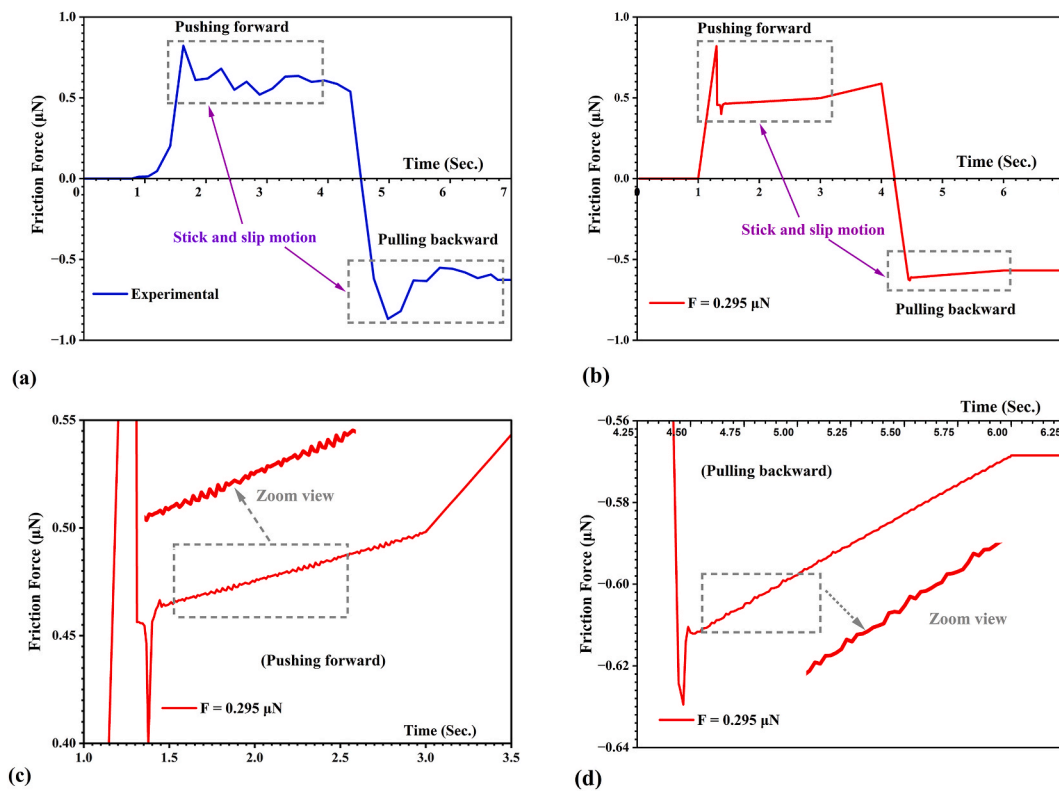 1.0
Pushing forward
0.5
Time (Sec.)
0.0
0 1 2 3 4 5 6 7
Stick and slip motion
Pulling backward
−0.5
Experimental
−1.0
Friction Force (μN)
(a)
1.0
Pushing forward
0.5
Time (Sec.)
0.0
0 1 2 3 4 5 6
Stick and slip motion
−0.5
F = 0.295 μN
Pulling backward
−1.0
Friction Force (μN)
(b)
0.55
Zoom view
0.50
0.45
(Pushing forward)
F = 0.295 μN
Time (Sec.)
0.40
1.0 1.5 2.0 2.5 3.0 3.5
Friction Force (μN)
(c)
Time (Sec.)
−0.56
4.25 4.50 4.75 5.00 5.25 5.50 5.75 6.00 6.25
(Pulling backward)
−0.58
−0.60
Zoom view
−0.62
F = 0.295 μN
−0.64
Friction Force (μN)
(d)